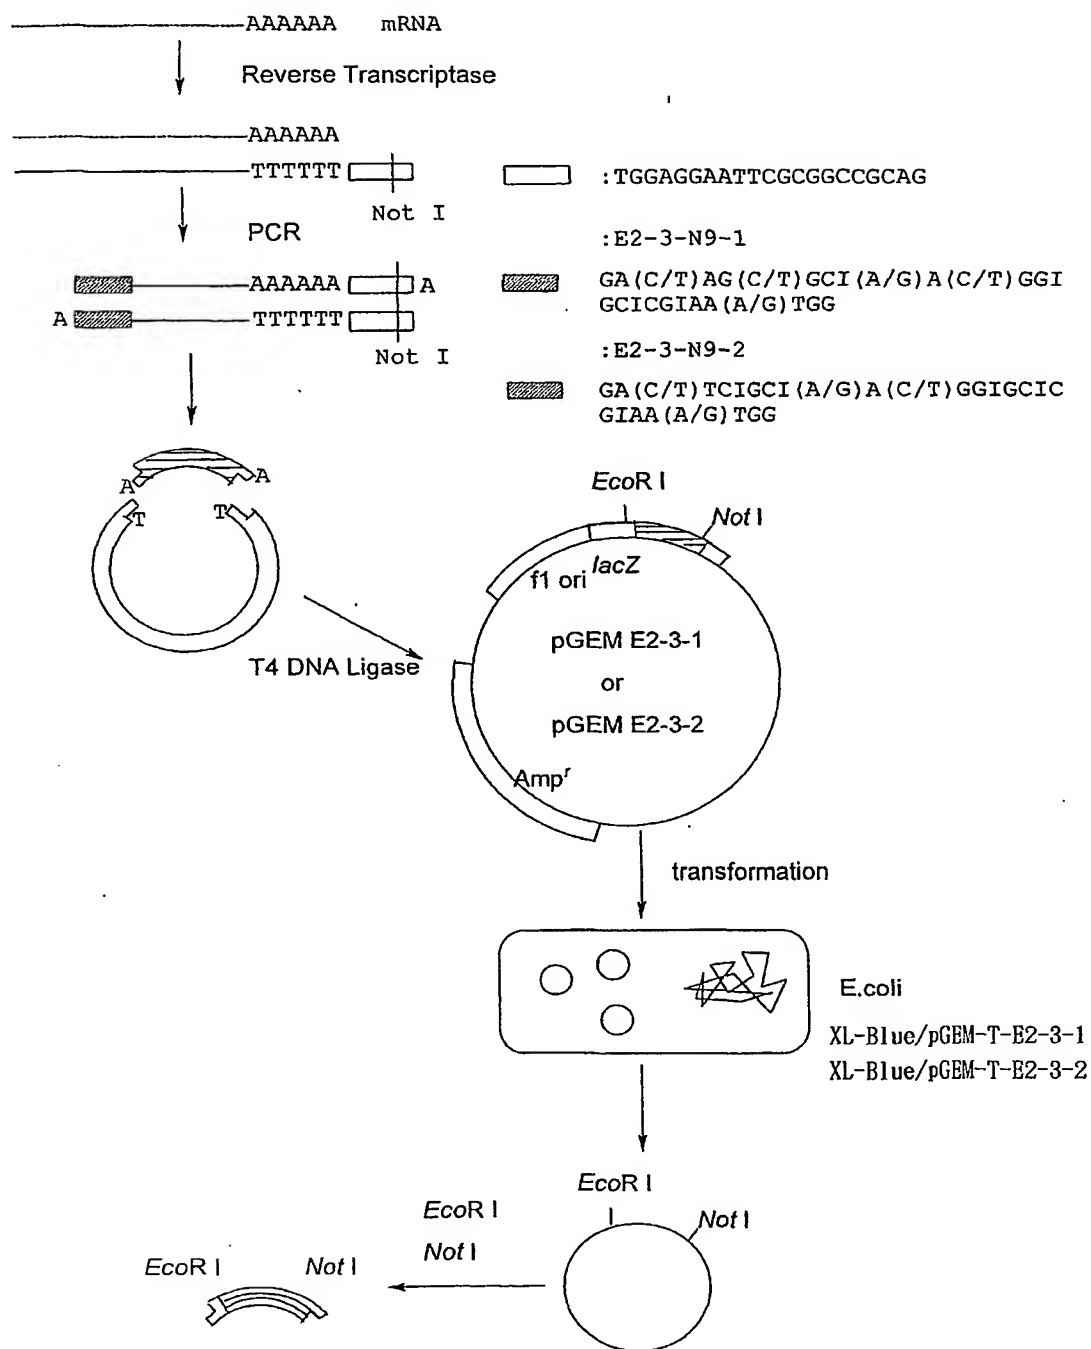 AAAAAA mRNA
Reverse Transcriptase
AAAAAA
TTTTTT
Not I
:TGGAGGAATTCGCGGCCGCAG
PCR
:E2-3-N9-1
AAAAAA A
GA(C/T)AG(C/T)GCI(A/G)A(C/T)GGI
GCICGIAA(A/G)TGG
A TTTTTT
Not I
:E2-3-N9-2
GA(C/T)TCIGCI(A/G)A(C/T)GGIGCIC
GIAA(A/G)TGG
A A
T T
EcoR I
Not I
lacZ
f1 ori
pGEM E2-3-1
or
pGEM E2-3-2
T4 DNA Ligase
Ampr
transformation
E.coli
XL-Blue/pGEM-T-E2-3-1
XL-Blue/pGEM-T-E2-3-2
EcoR I
Not I
EcoR I
Not I
EcoR I Not I